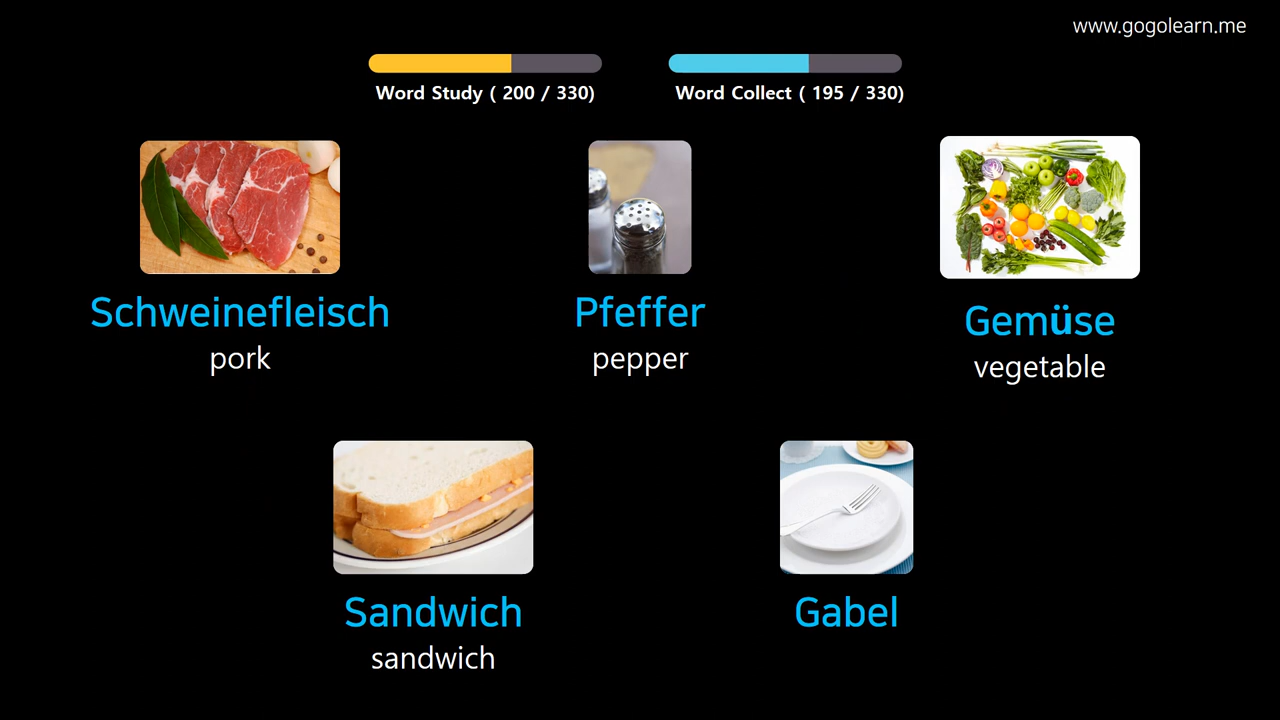 www.gogolearn.me
Word Study ( 200 / 330)
Word Collect ( 195 / 330)
Schweinefleisch
pork
Pfeffer
pepper
Gemüse
vegetable
Sandwich
sandwich
Gabel